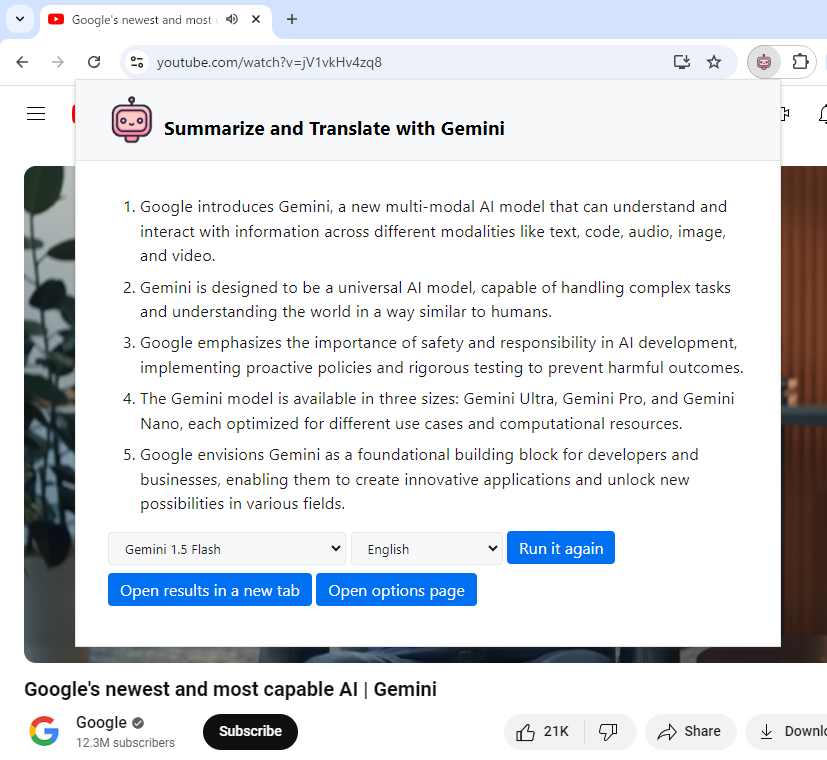 Google's newest and most
youtube.com/watch?v=jV1vkHv4zq8
Summarize and Translate with Gemini
1. Google introduces Gemini, a new multi-modal AI model that can understand and
interact with information across different modalities like text, code, audio, image,
and video.
2. Gemini is designed to be a universal AI model, capable of handling complex tasks
and understanding the world in a way similar to humans.
3. Google emphasizes the importance of safety and responsibility in AI development,
implementing proactive policies and rigorous testing to prevent harmful outcomes.
4. The Gemini model is available in three sizes: Gemini Ultra, Gemini Pro, and Gemini
Nano, each optimized for different use cases and computational resources.
5. Google envisions Gemini as a foundational building block for developers and
businesses, enabling them to create innovative applications and unlock new
possibilities in various fields.
Gemini 1.5 Flash English Run it again
Open results in a new tab Open options page
Google's newest and most capable AI | Gemini
Google
12.3M subscribers
Subscribe 21K Share Downlo